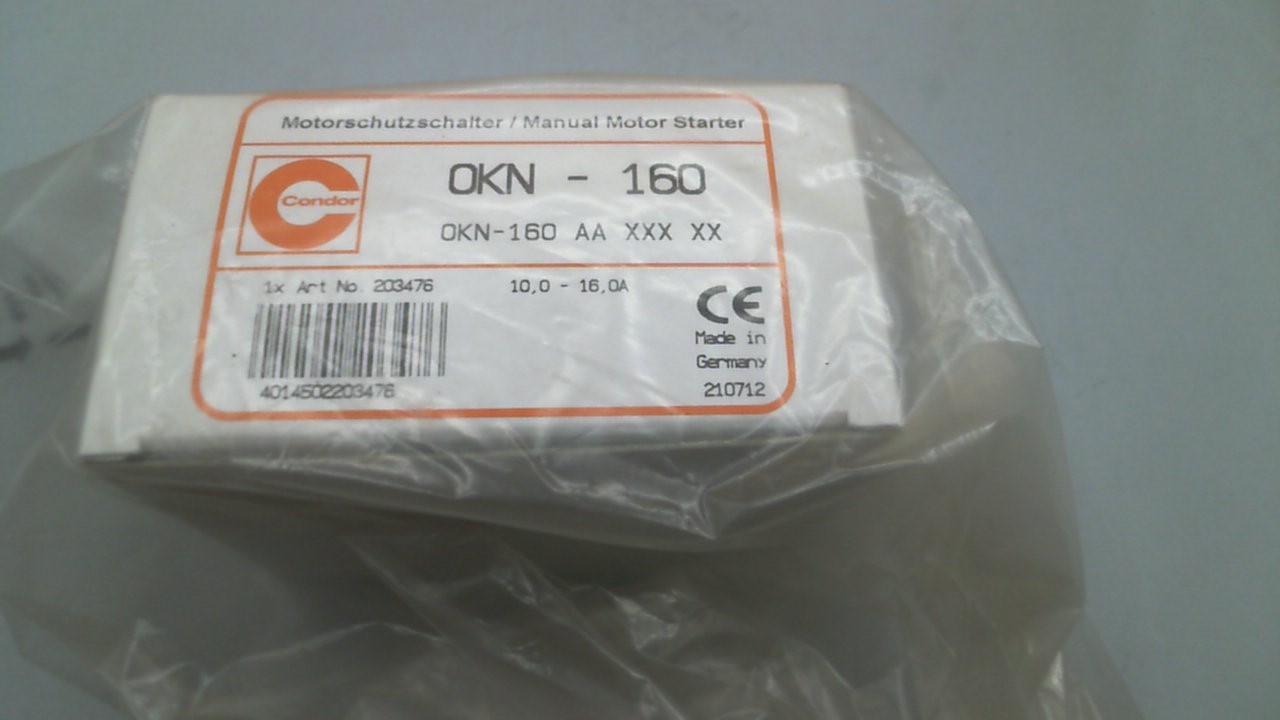 Motorschutzschalter / Manual Motor Starter
Condor
OKN - 160
OKN-160 AA XXX XX
1x Art No. 203476 10,0 - 16,0A
CE
Made in
Germany
4014502203476
210712